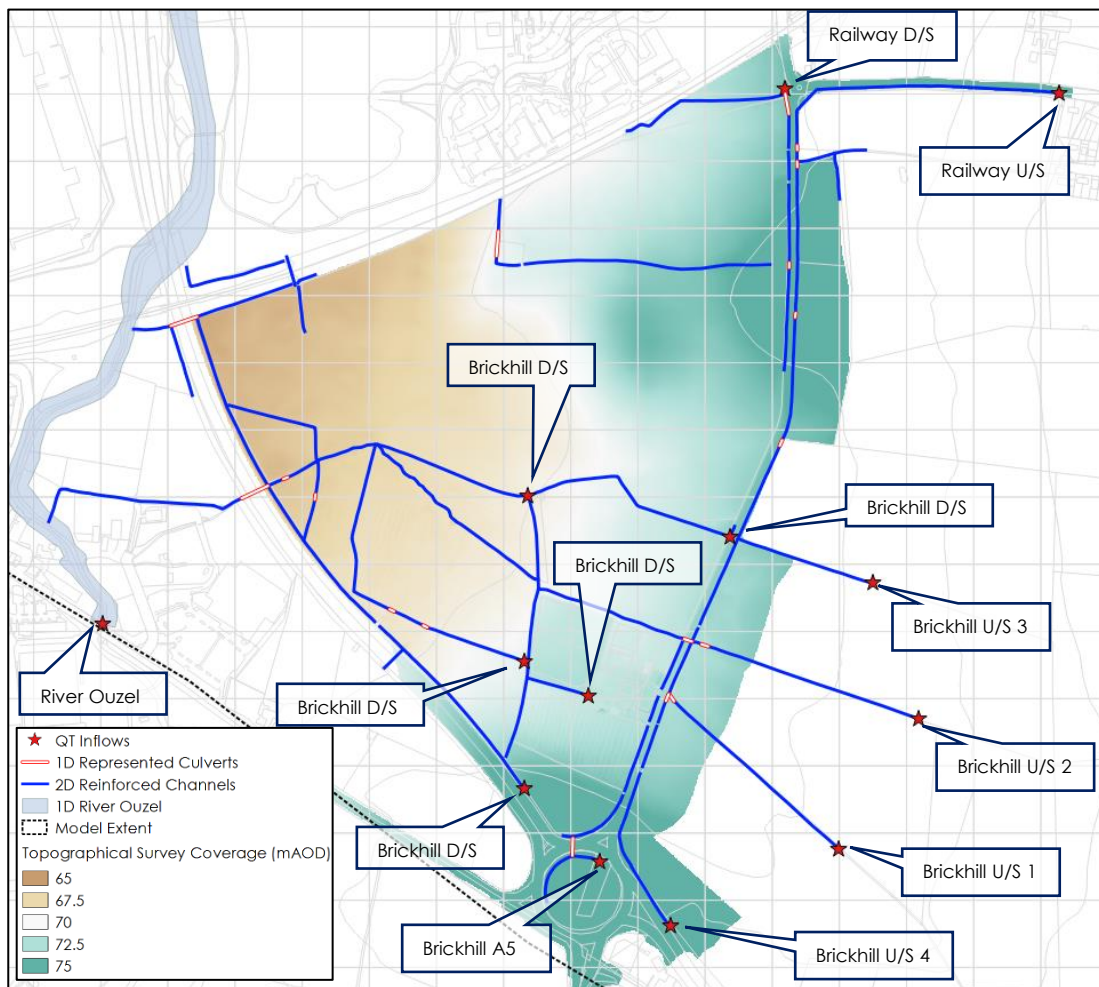 Railway D/S
Railway U/S
Brickhill D/S
Brickhill D/S
Brickhill D/S
Brickhill U/S 3
River Ouzel
Brickhill D/S
Brickhill U/S 2
QT Inflows
1D Represented Culverts
2D Reinforced Channels
1D River Ouzel
Model Extent
Topographical Survey Coverage (mAOD)
65
67.5
70
72.5
75
Brickhill D/S
Brickhill U/S 1
Brickhill A5
Brickhill U/S 4